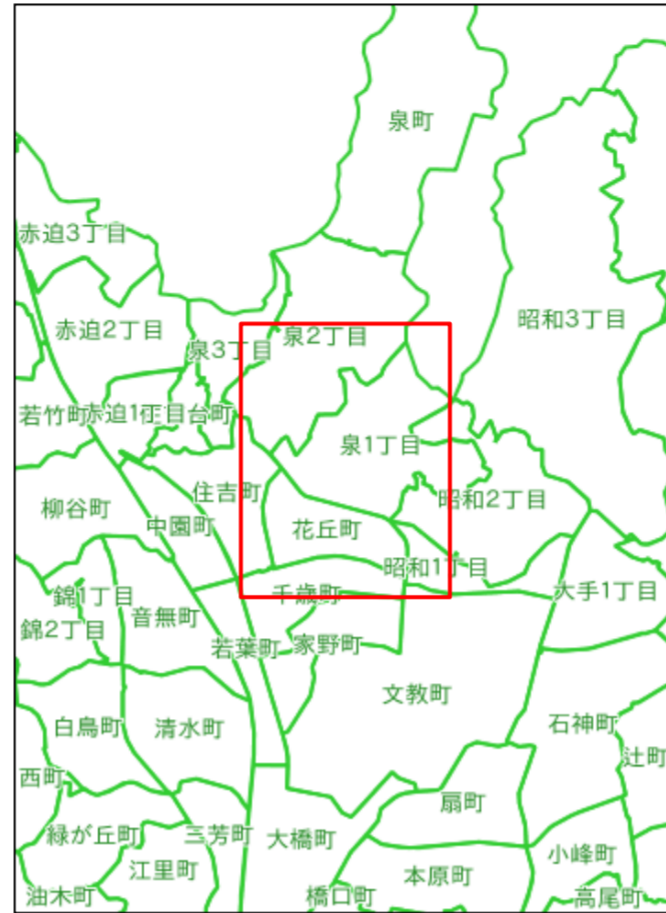 泉町
赤迫3丁目
昭和3丁目
赤迫2丁目
泉2丁目
泉3丁目
若竹町
赤迫1丁目
台町
泉1丁目
住吉町
昭和2丁目
柳谷町
中園町
花丘町
昭和1丁目
錦1丁目
千歳町
大手1丁目
音無町
錦2丁目
若葉町
家野町
文教町
白鳥町
清水町
石神町
辻町
西町
扇町
緑が丘町
三芳町
大橋町
小峰町
江里町
本原町
油木町
橋口町
高尾町